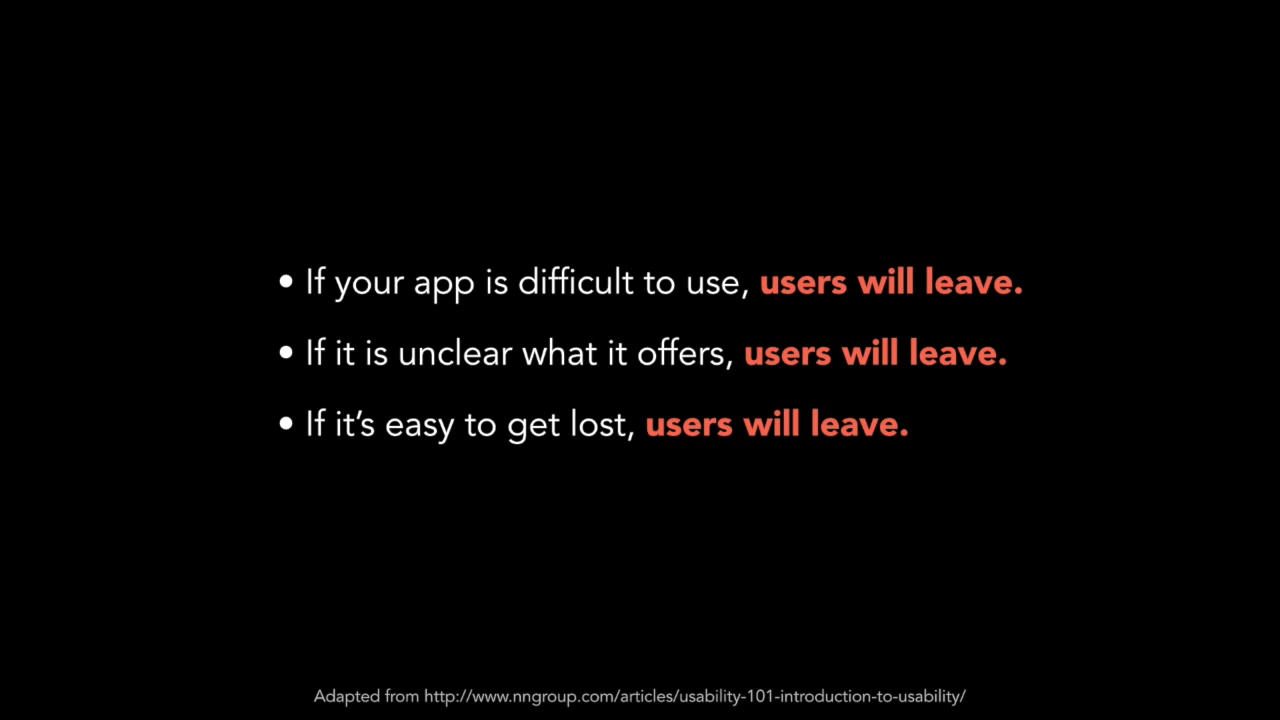 • If your app is difficult to use, users will leave.
• If it is unclear what it offers, users will leave.
• If it’s easy to get lost, users will leave.
Adapted from http://www.nngroup.com/articles/usability-101-introduction-to-usability/